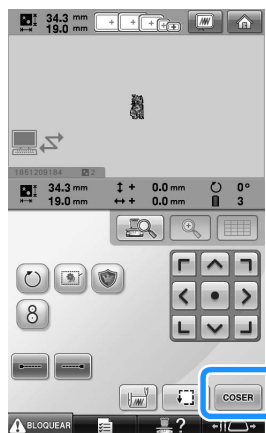 34.3 mm
19.0 mm
1651209184 2
34.3 mm + 0.0 mm 0°
19.0 mm + 0.0 mm 3
8
COSER
BLOQUEAR ?